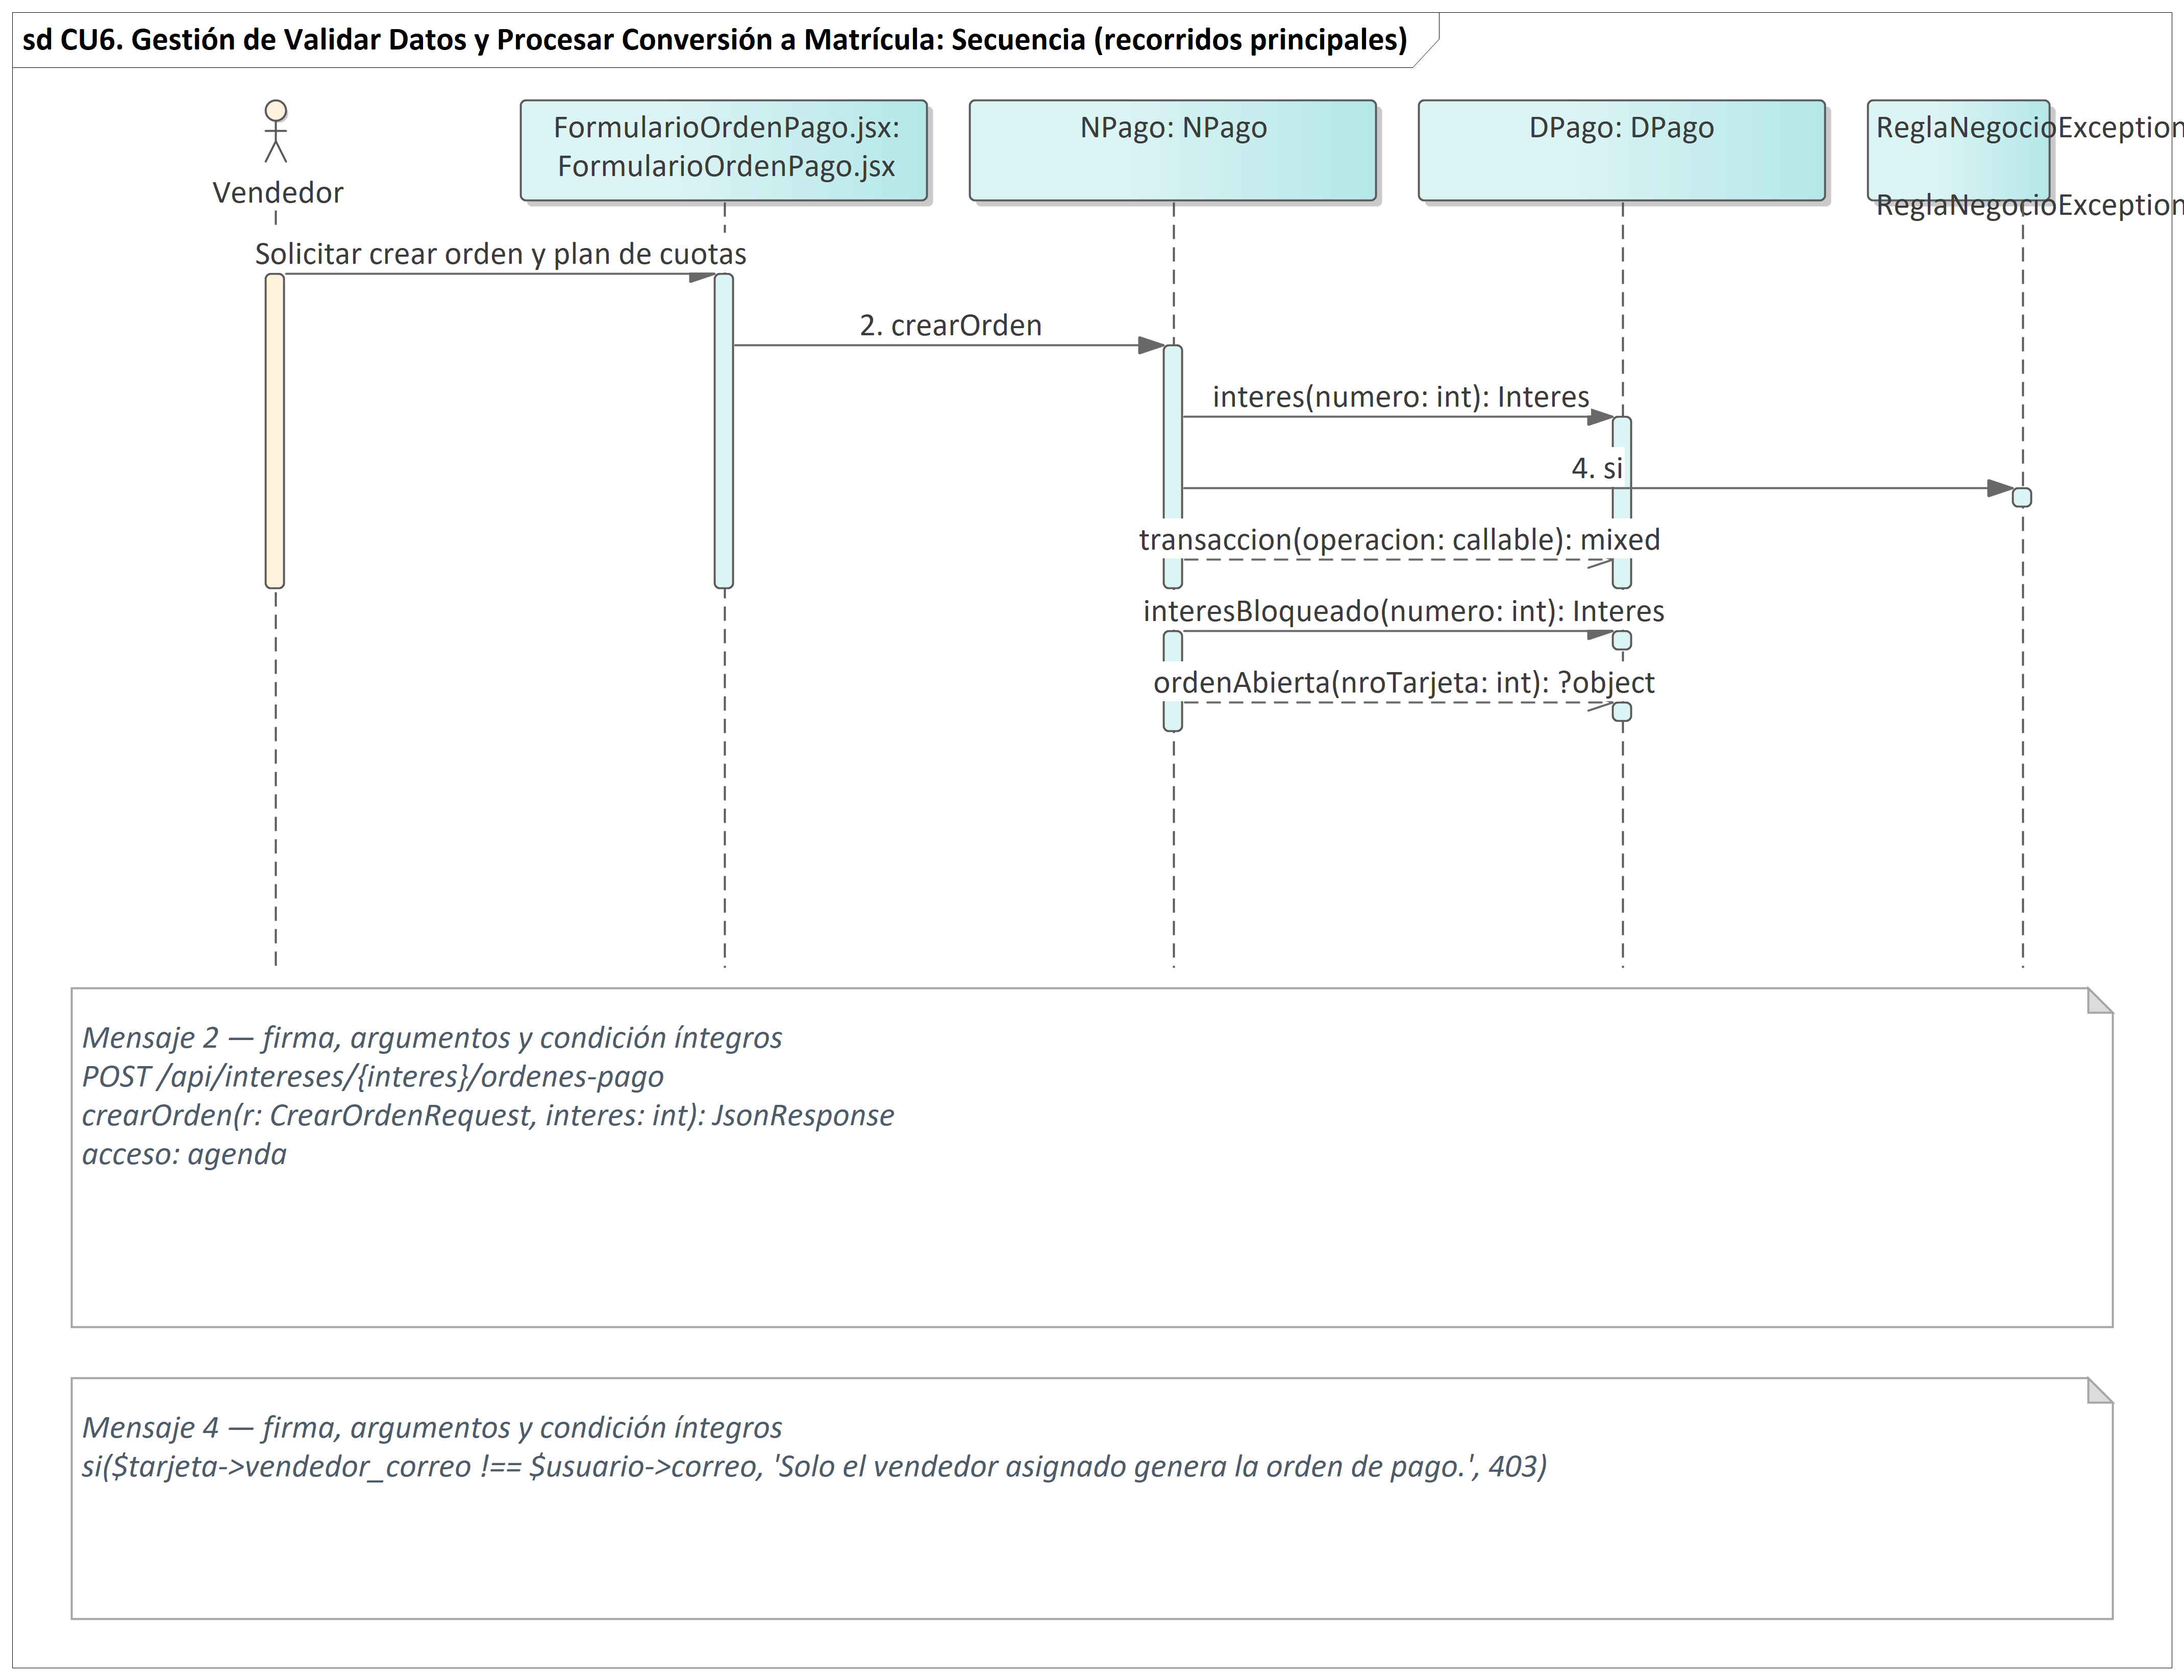 sd CU6. Gestión de Validar Datos y Procesar Conversión a Matrícula: Secuencia (recorridos principales)
Vendedor
FormularioOrdenPago.jsx:
FormularioOrdenPago.jsx
NPago: NPago
DPago: DPago
ReglaNegocioException
ReglaNegocioException
Solicitar crear orden y plan de cuotas
2. crearOrden
interes(numero: int): Interes
4. si
transaccion(operacion: callable): mixed
interesBloqueado(numero: int): Interes
ordenAbierta(nroTarjeta: int): ?object
Mensaje 2 — firma, argumentos y condición íntegros
POST /api/intereses/{interes}/ordenes-pago
crearOrden(r: CrearOrdenRequest, interes: int): JsonResponse
acceso: agenda
Mensaje 4 — firma, argumentos y condición íntegros
si($tarjeta->vendedor_correo !== $usuario->correo, 'Solo el vendedor asignado genera la orden de pago.', 403)